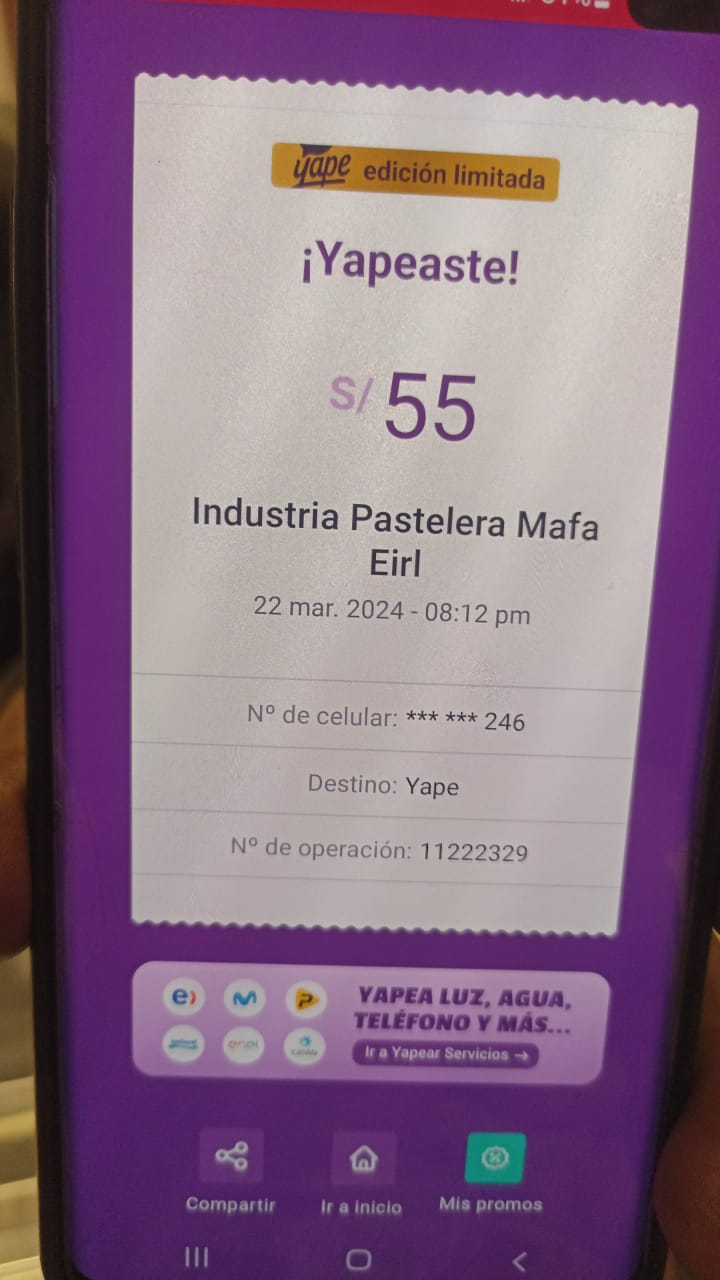 yape edición limitada
¡Yapeaste!
S/ 55
Industria Pastelera Mafa
Eirl
22 mar. 2024 - 08:12 pm
Nº de celular: *** *** 246
Destino: Yape
Nº de operación: 11222329
e)
YAPEA LUZ, AGUA,
TELÉFONO Y MÁS...
enel
Cálidda
Ir a Yapear Servicios →
Compartir
Ir a inicio
Mis promos